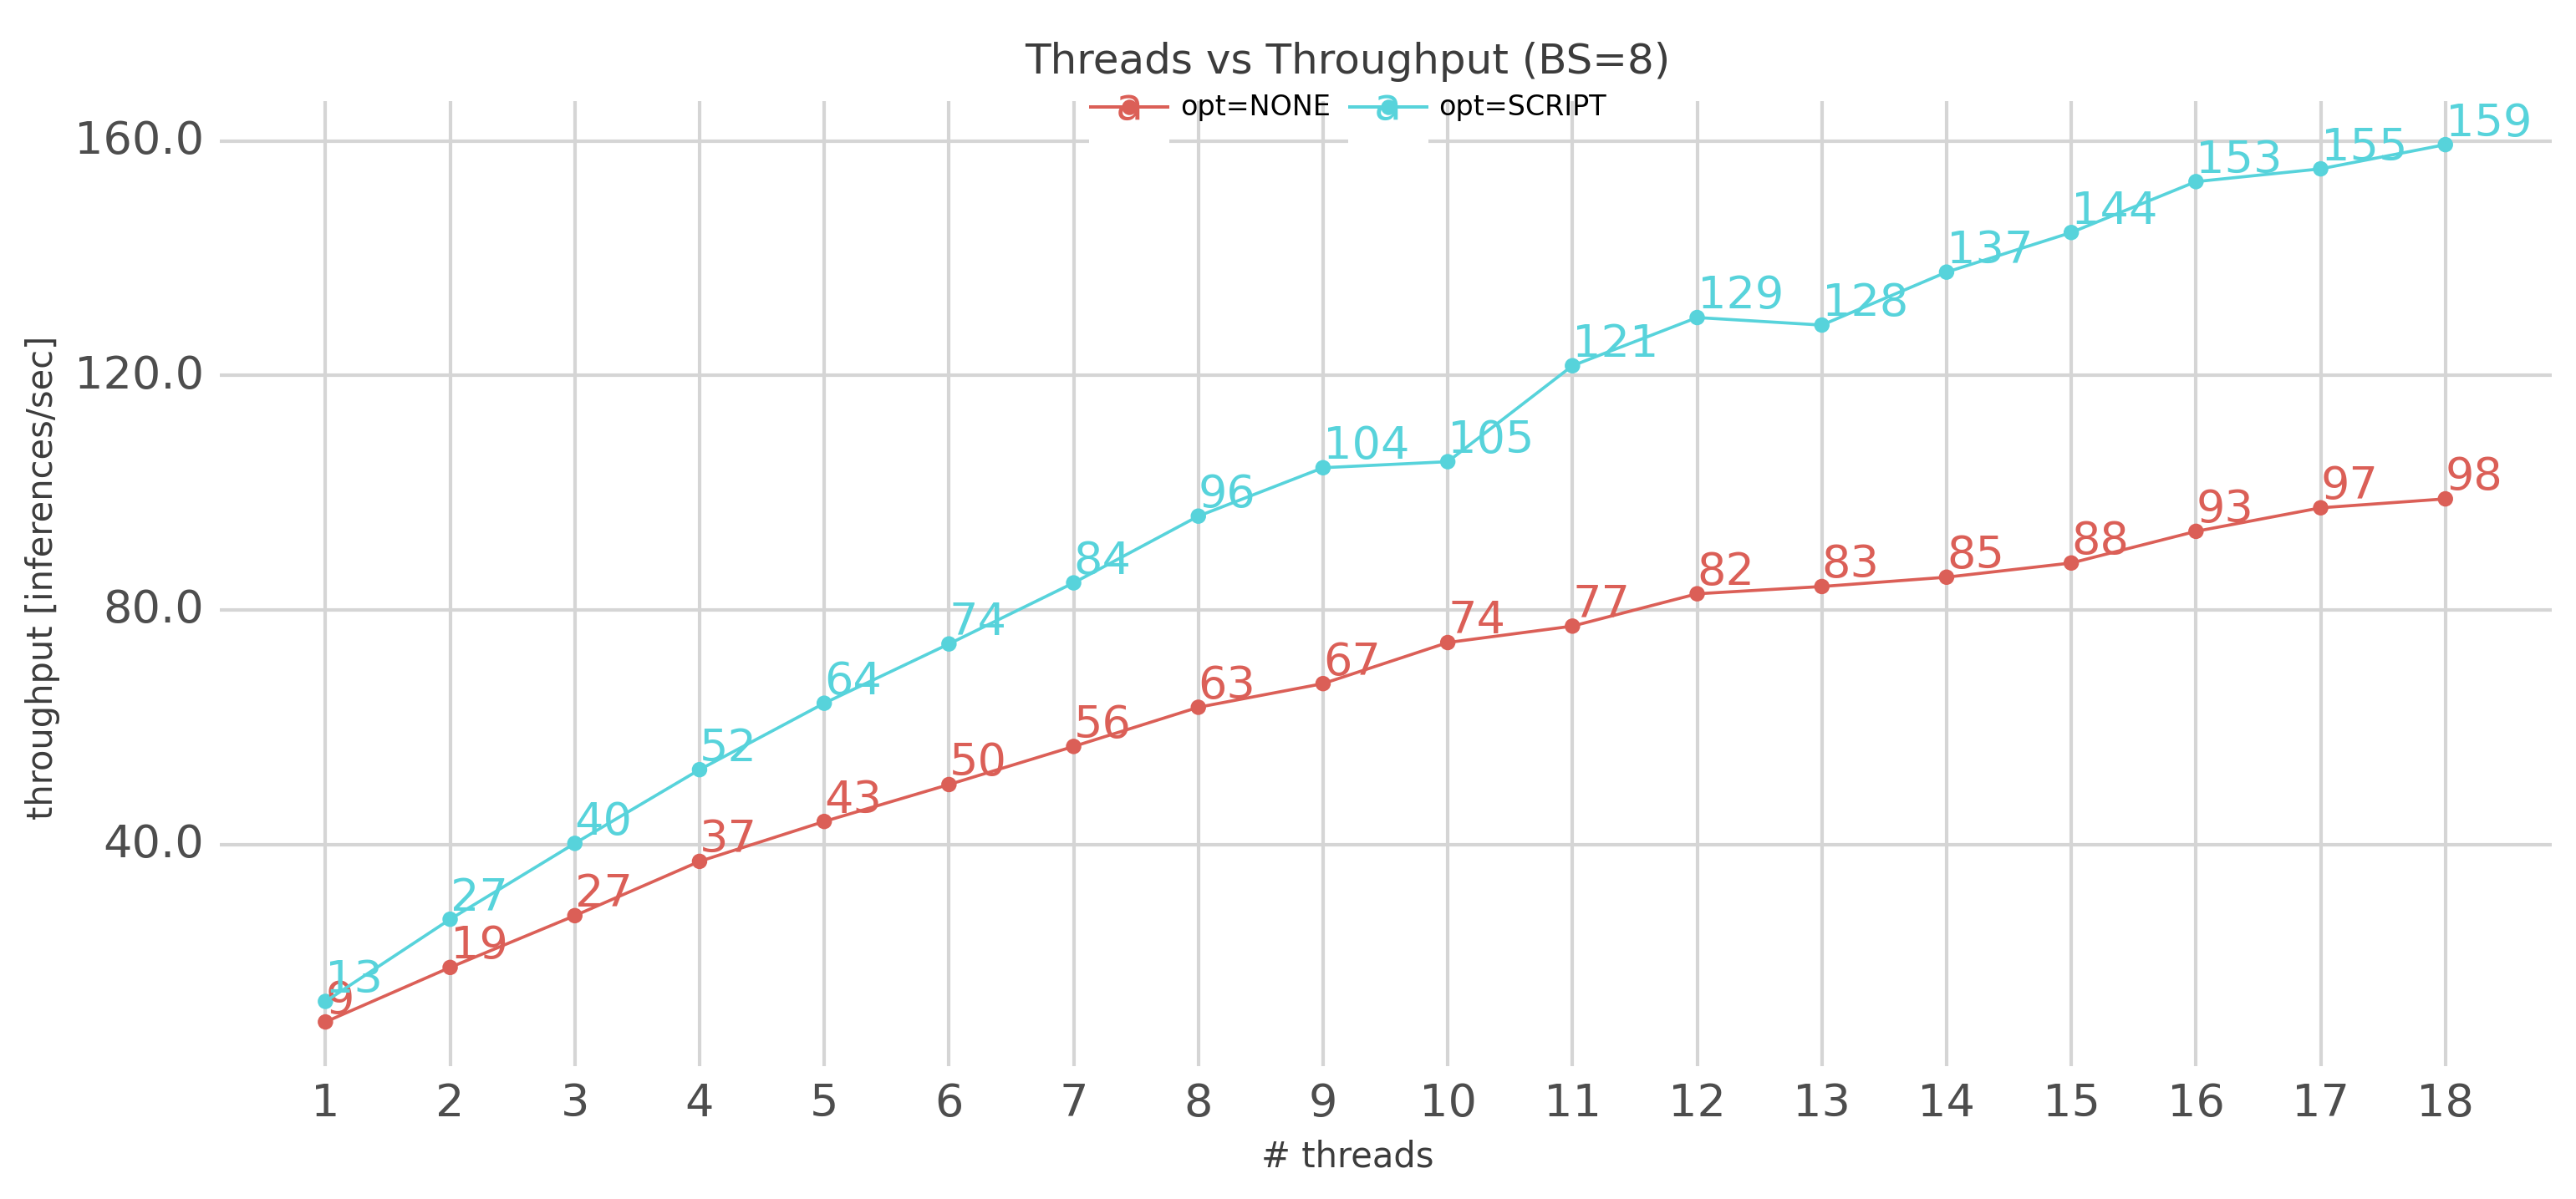 Threads vs Throughput (BS=8)
a opt=NONE a opt=SCRIPT
throughput [inferences/sec]
160.0
120.0
80.0
40.0
13 27 40 52 64 74 84 96 104 105 121 129 128 137 144 153 155 159
9 19 27 37 43 50 56 63 67 74 77 82 83 85 88 93 97 98
1 2 3 4 5 6 7 8 9 10 11 12 13 14 15 16 17 18
# threads